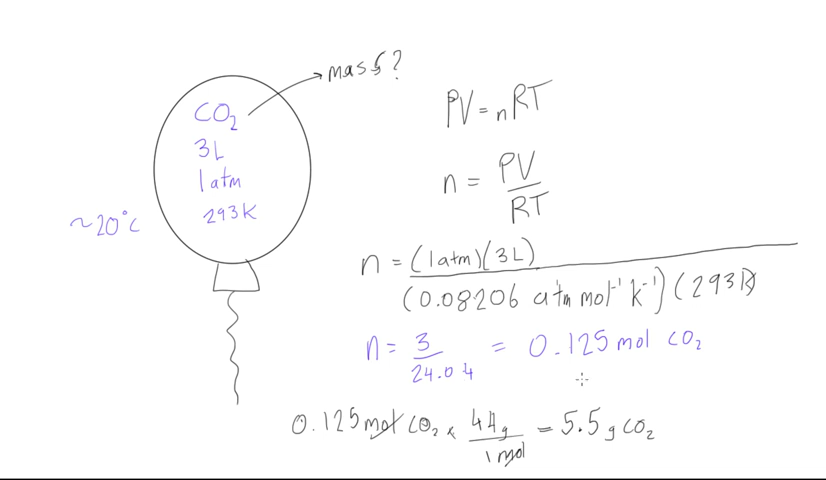 mass?
CO₂
3L
1atm
293K
~20°c
PV = nRT
n = PV/RT
n = (1atm)(3L)
(0.08206 atm mol⁻¹ k⁻¹)(293K)
n = 3/24.04 = 0.125 mol CO₂
0.125 mol CO₂ × 44g/1mol = 5.5g CO₂